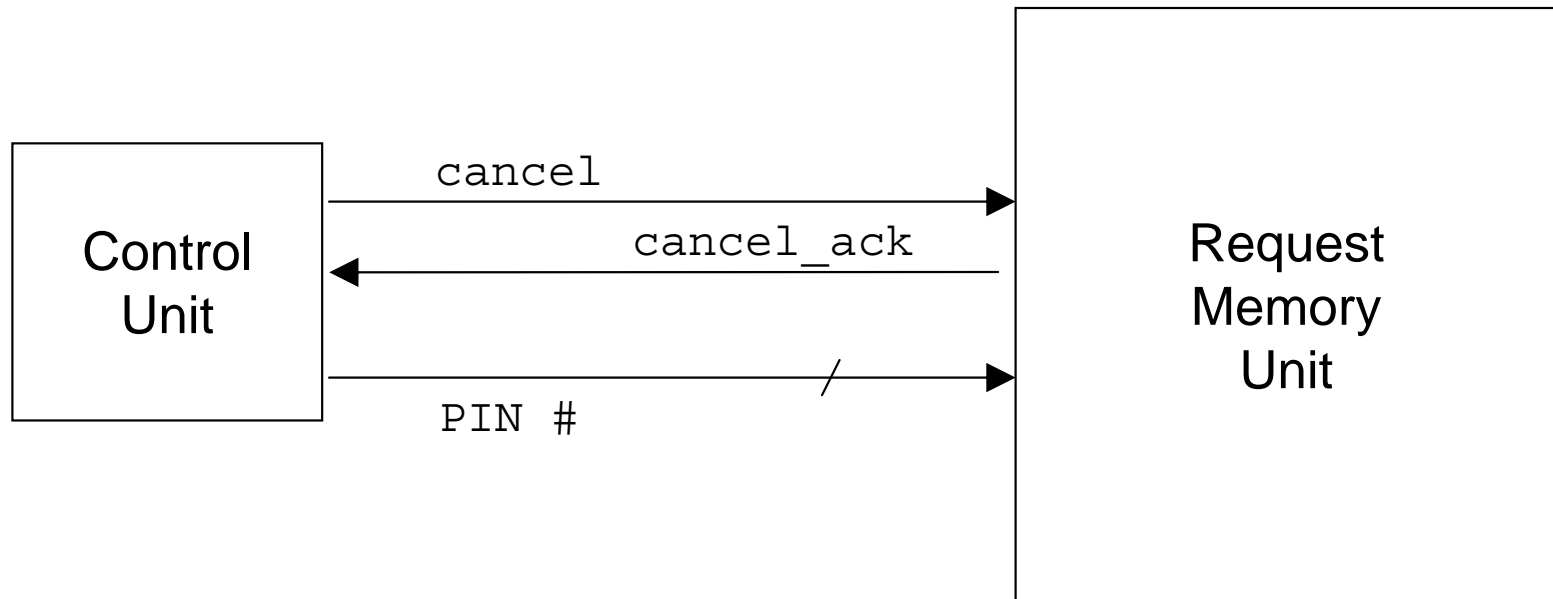 cancel
cancel_ack
Control
Unit
PIN #
Request
Memory
Unit